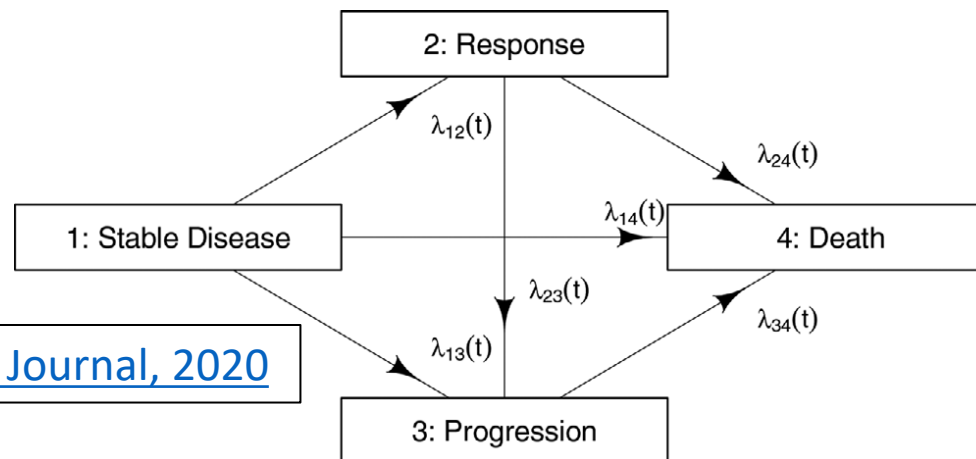 2: Response
λ12(t)
λ24(t)
λ14(t)
1: Stable Disease
4: Death
λ23(t)
λ13(t)
λ34(t)
Journal, 2020
3: Progression